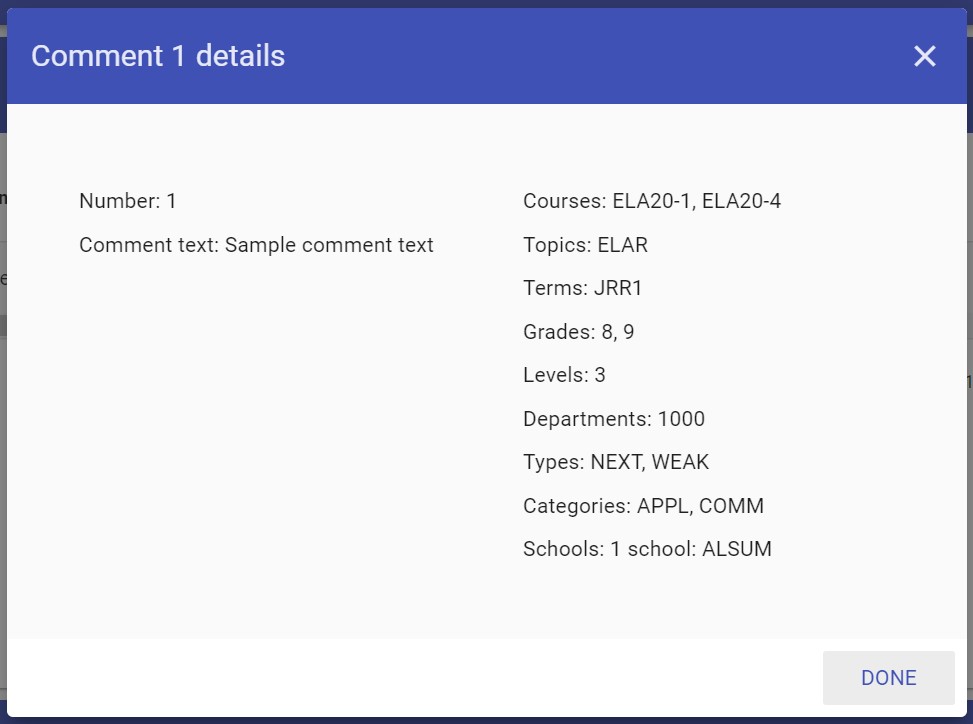 Comment 1 details
Number: 1
Comment text: Sample comment text
Courses: ELA20-1, ELA20-4
Topics: ELAR
Terms: JRR1
Grades: 8, 9
Levels: 3
Departments: 1000
Types: NEXT, WEAK
Categories: APPL, COMM
Schools: 1 school: ALSUM
DONE